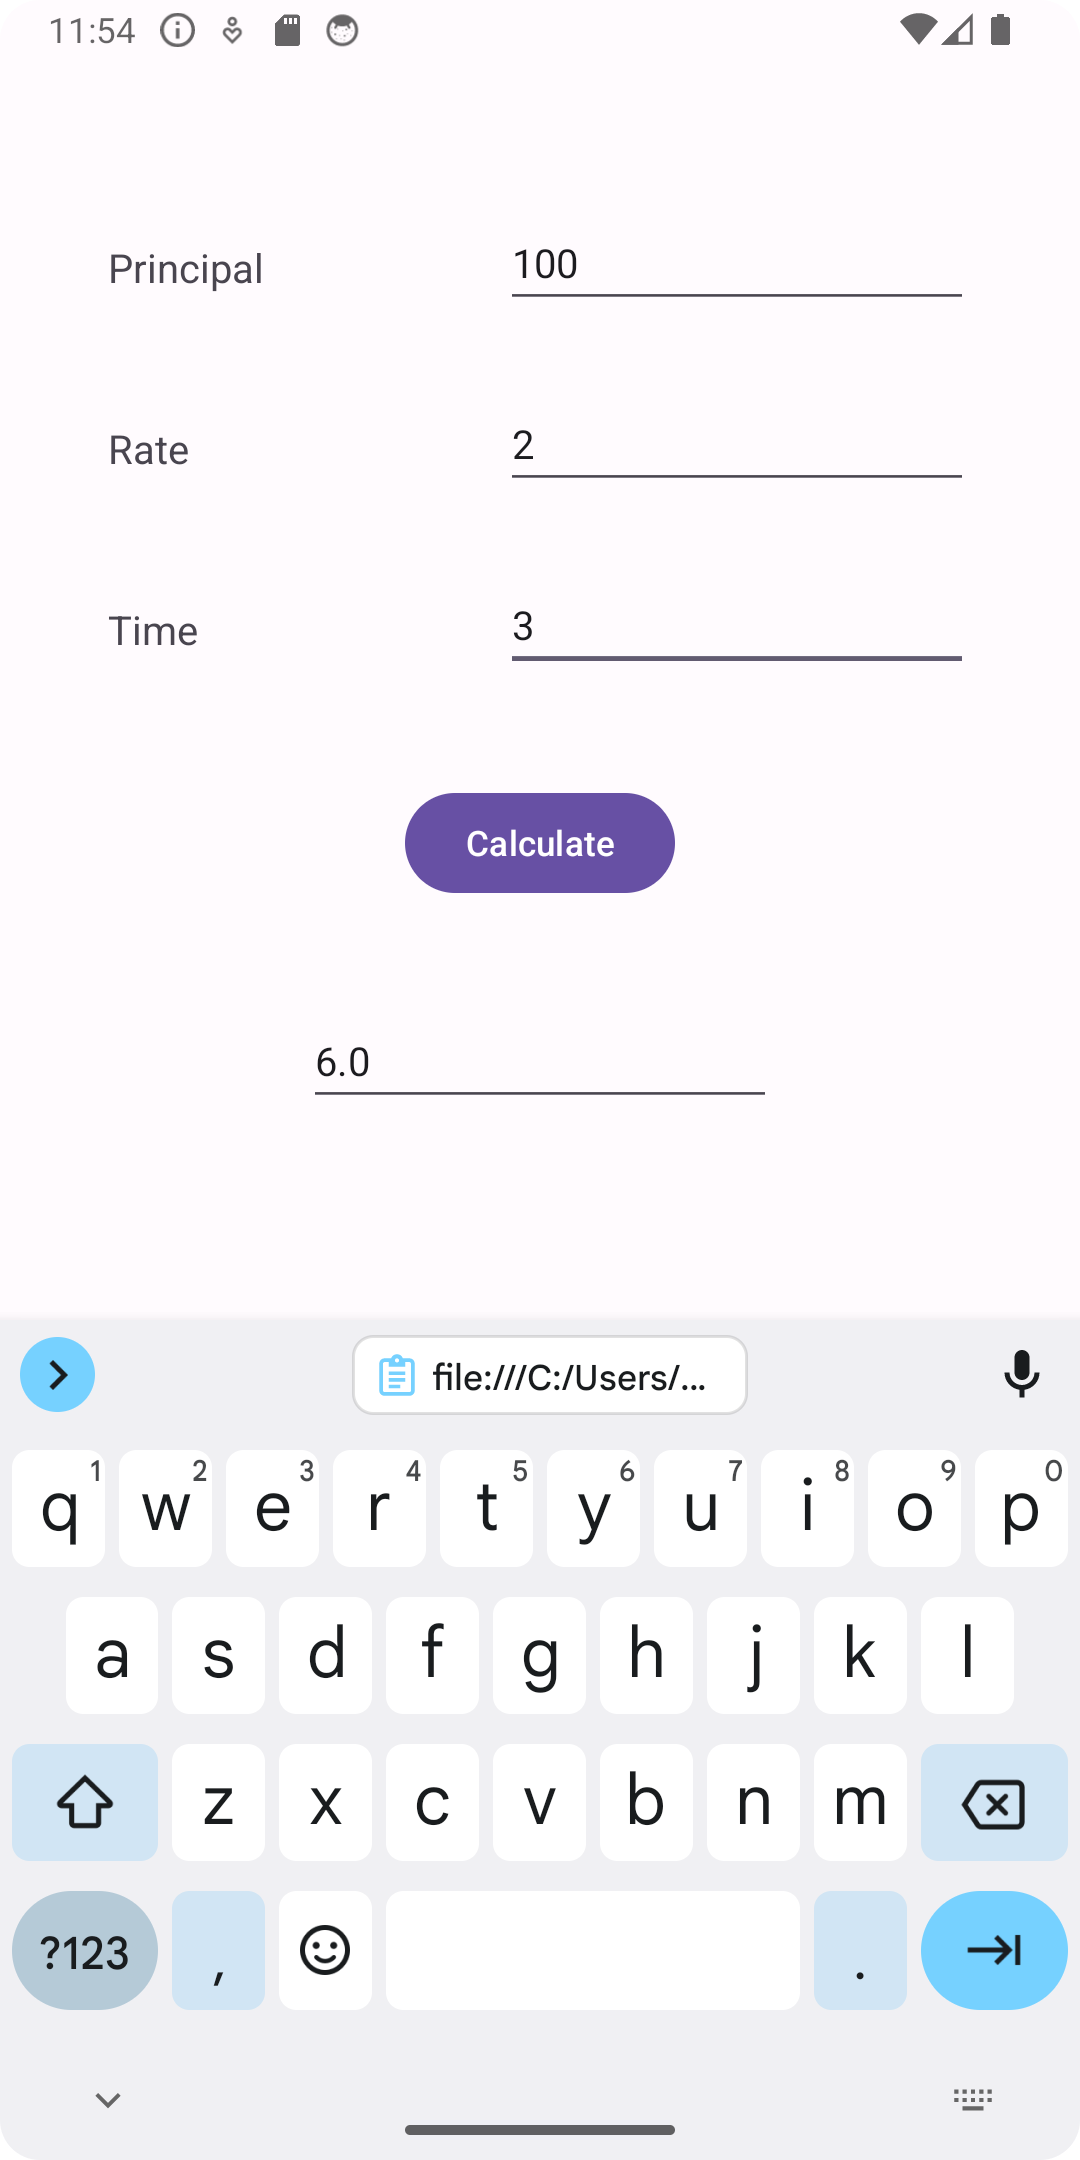 11:54
Principal 100
Rate 2
Time 3
Calculate
6.0
file:///C:/Users/...
q 1 w 2 e 3 r 4 t 5 y 6 u 7 i 8 o 9 p 0
a s d f g h j k l
z x c v b n m
?123 , .